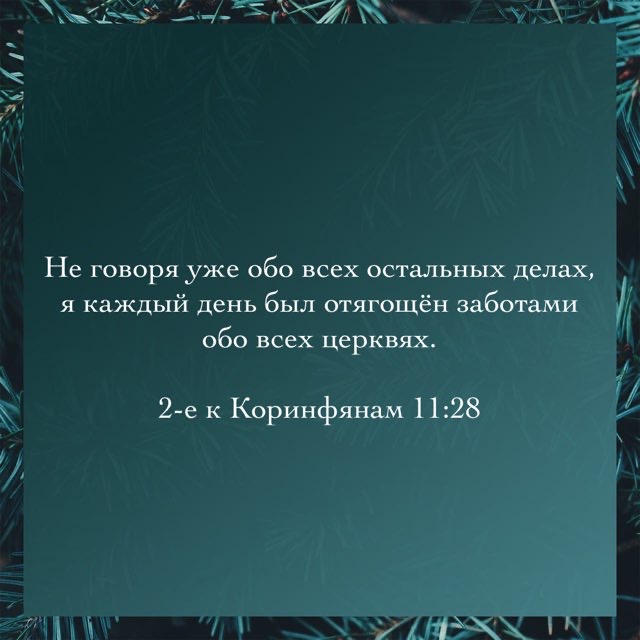 Не говоря уже обо всех остальных делах,
я каждый день был отягощён заботами
обо всех церквях.
2-е к Коринфянам 11:28